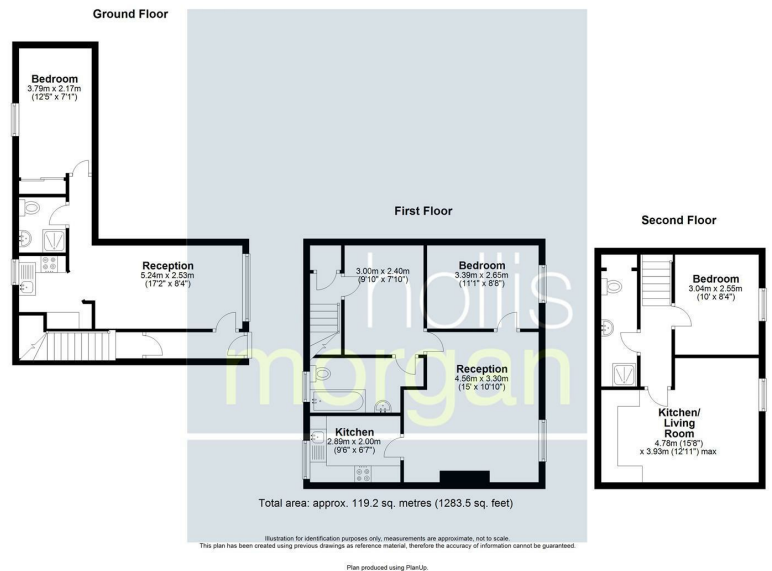 Ground Floor
Bedroom
3.79m x 2.17m
(12'5" x 7'1")
Reception
5.24m x 2.53m
(17'2" x 8'4")
First Floor
3.00m x 2.40m
(9'10" x 7'10")
Bedroom
3.39m x 2.65m
(11'1" x 8'8")
Reception
4.56m x 3.30m
(15' x 10'10")
Kitchen
2.89m x 2.00m
(9'6" x 6'7")
hollis
morgan
Second Floor
Bedroom
3.04m x 2.55m
(10' x 8'4")
Kitchen/
Living
Room
4.78m (15'8")
x 3.93m (12'11") max
Total area: approx. 119.2 sq. metres (1283.5 sq. feet)
Illustration for identification purposes only, measurements are approximate, not to scale.
This plan has been created using previous drawings as reference material, therefore the accuracy of information cannot be guaranteed.
Plan produced using PlanUp.